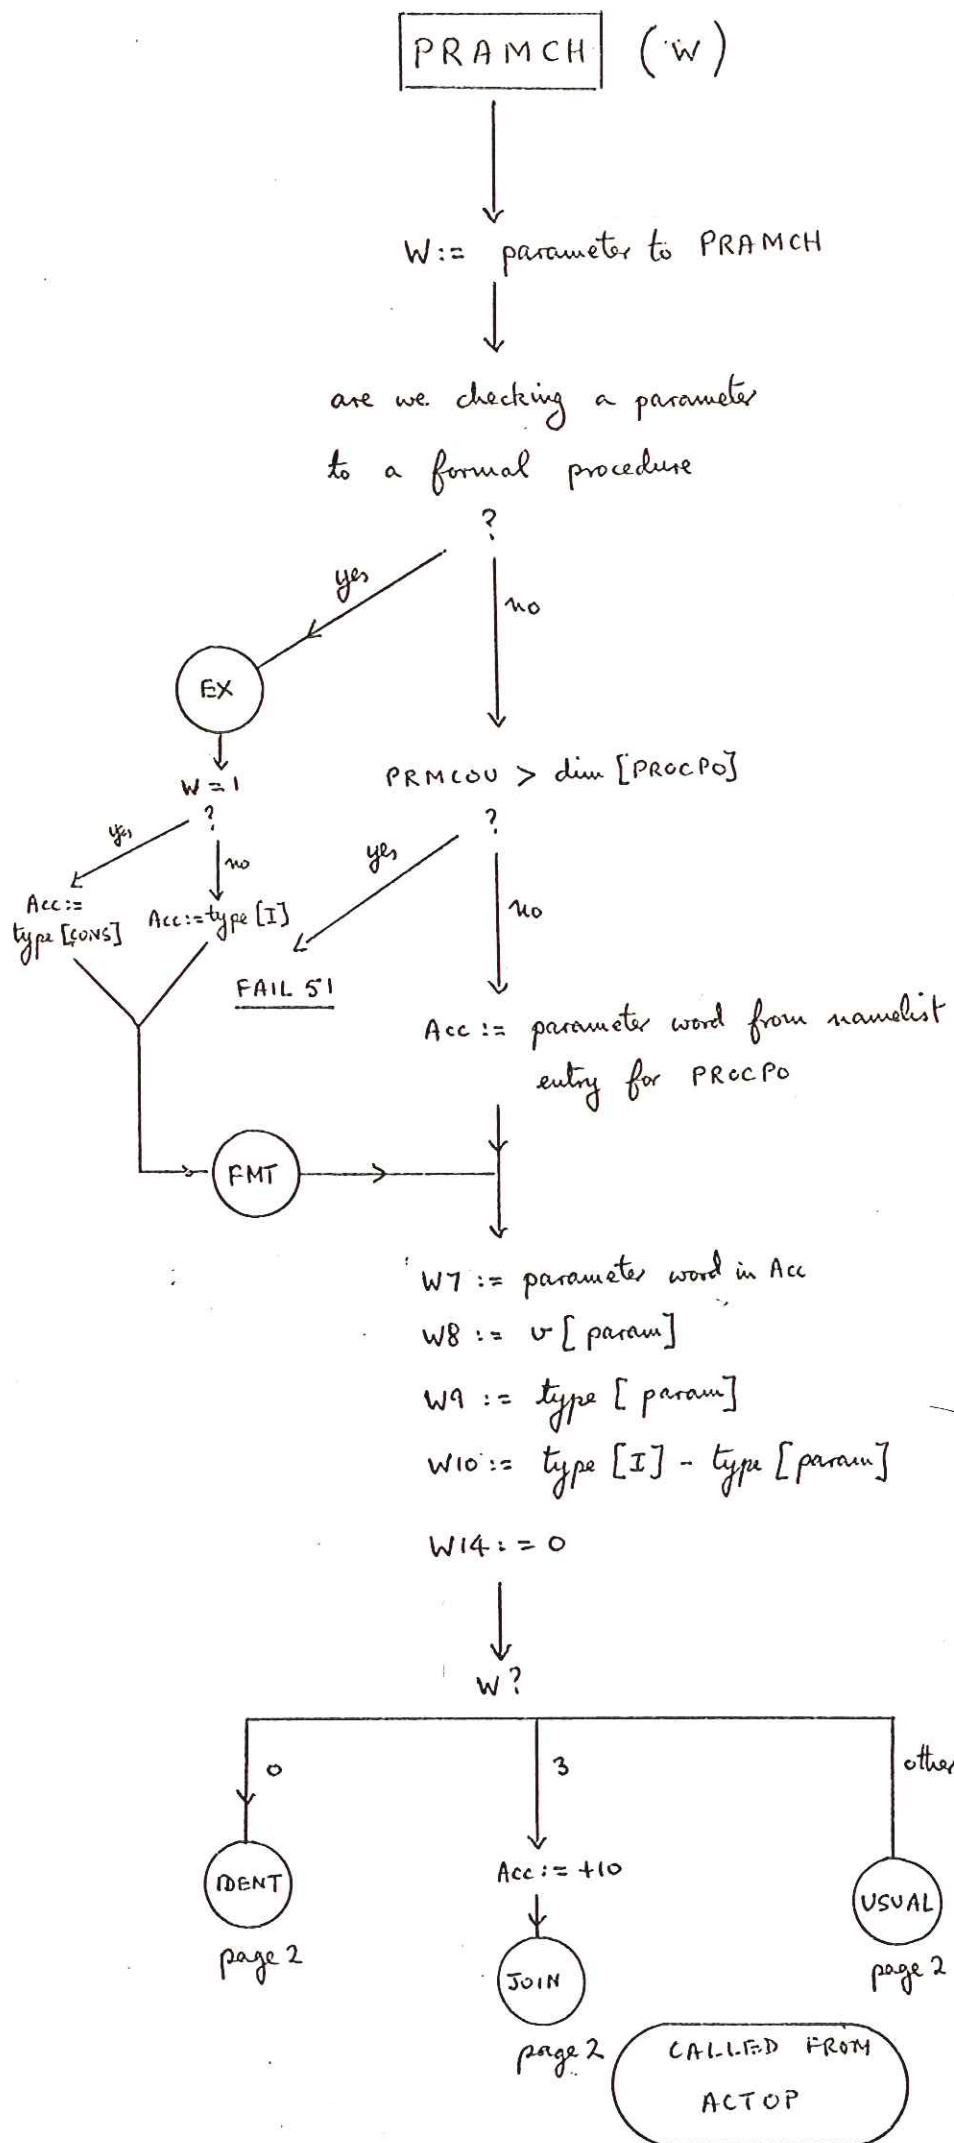 PRAMCH (W)
W := parameter to PRAMCH
are we checking a parameter
to a formal procedure
?
yes
no
EX
W = 1
?
PRMCOU > dim [PROCPO]
?
yes
no
yes
no
Acc :=
type [CONS]
Acc := type [I]
FAIL 51
Acc := parameter word from namelist
entry for PROCPO
FMT
W7 := parameter word in Acc
W8 := v [param]
W9 := type [param]
W10 := type [I] - type [param]
W14 := 0
W?
0
3
other
IDENT
page 2
Acc := +10
JOIN
page 2
USUAL
page 2
CALLED FROM
ACTOP